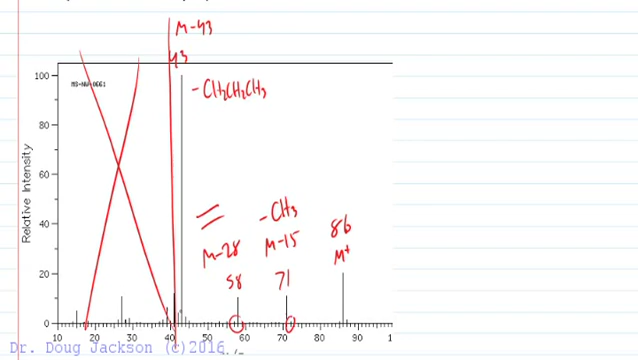 M-43
43
100
MS-NW-0661
-CH₂CH₂CH₃
80
60
Relative Intensity
40
-CH₃
86
M-28
M-15
M⁺
20
58
71
0
10 20 30 40 50 60 70 80 90
Dr. Doug Jackson (c)2016